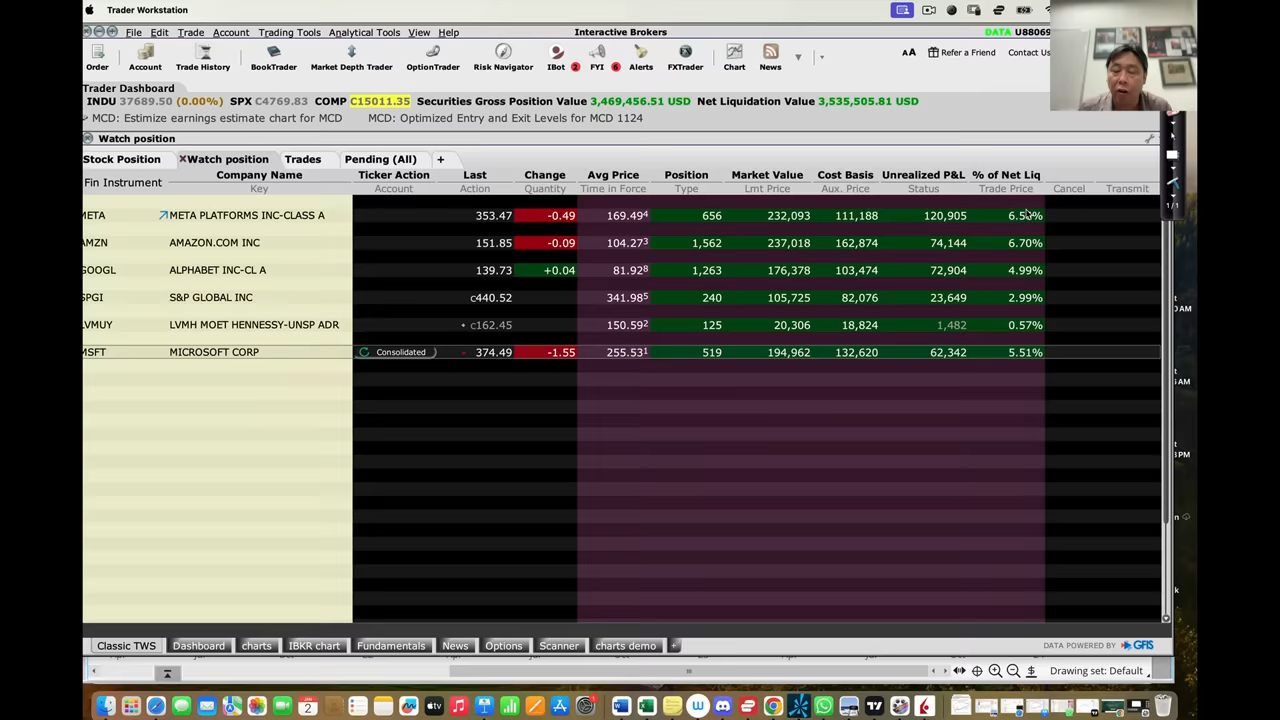 Trader Workstation
File Edit Trade Account Trading Tools Analytical Tools View Help Interactive Brokers DATA U88069
Order Account Trade History BookTrader Market Depth Trader OptionTrader Risk Navigator IBot 2 FYI 6 Alerts FXTrader Chart News AA Refer a Friend Contact Us
Trader Dashboard
INDU 37689.50 (0.00%) SPX C4769.83 COMP C15011.35 Securities Gross Position Value 3,469,456.51 USD Net Liquidation Value 3,535,505.81 USD
MCD: Estimize earnings estimate chart for MCD MCD: Optimized Entry and Exit Levels for MCD 1124
Watch position
Stock Position Watch position Trades Pending (All) +
Fin Instrument Company Name Ticker Action Last Change Avg Price Position Market Value Cost Basis Unrealized P&L % of Net Liq
Key Account Action Quantity Time in Force Type Lmt Price Aux. Price Status Trade Price Cancel Transmit
META META PLATFORMS INC-CLASS A 353.47 -0.49 169.49⁴ 656 232,093 111,188 120,905
AMZN AMAZON.COM INC 151.85 -0.09 104.27³ 1,562 237,018 162,874 74,144 6.70%
GOOGL ALPHABET INC-CL A 139.73 +0.04 81.92⁸ 1,263 176,378 103,474 72,904 4.99%
SPGI S&P GLOBAL INC c440.52 341.98⁵ 240 105,725 82,076 23,649 2.99%
LVMUY LVMH MOET HENNESSY-UNSP ADR c162.45 150.59² 125 20,306 18,824 1,482 0.57%
MSFT MICROSOFT CORP Consolidated 374.49 -1.55 255.53¹ 519 194,962 132,620 62,342 5.51%
Classic TWS Dashboard charts IBKR chart Fundamentals News Options Scanner charts demo +
DATA POWERED BY GFIS
Drawing set: Default